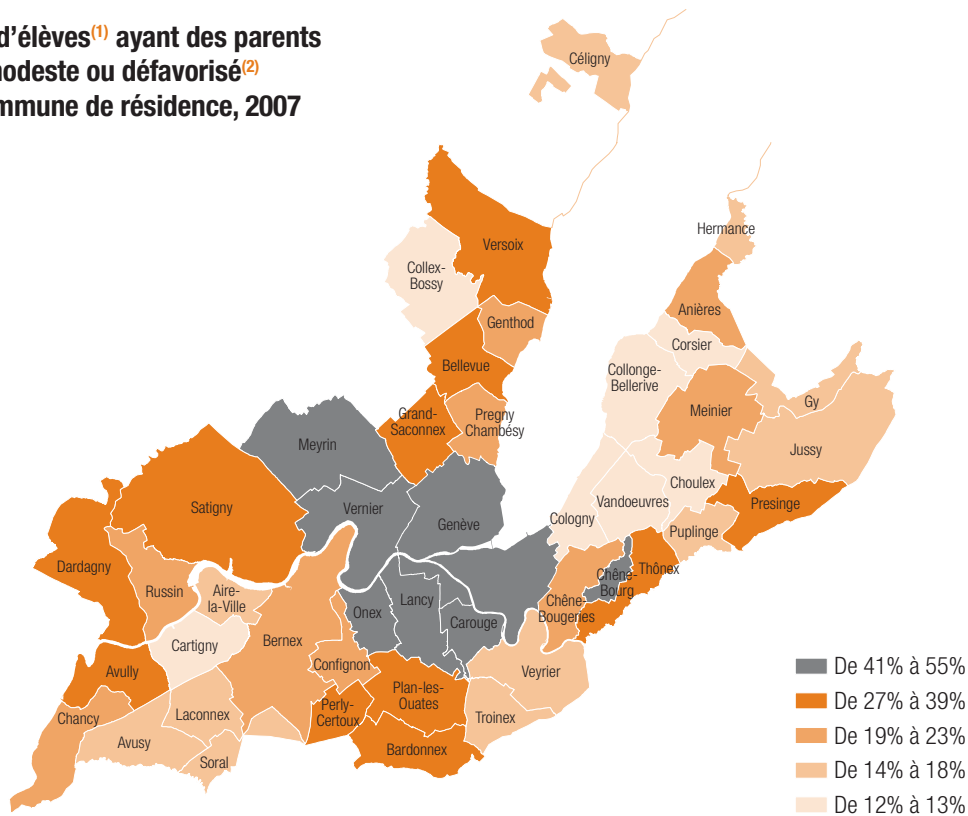 d’élèves(1) ayant des parents
modeste ou défavorisé(2)
mmune de résidence, 2007
Céligny
Hermance
Versoix
Collex-
Bossy
Anières
Genthod
Corsier
Bellevue
Collonge-
Bellerive
Gy
Meinier
Grand-
Saconnex
Pregny
Chambésy
Meyrin
Jussy
Choulex
Vandoeuvres
Presinge
Satigny
Vernier
Genève
Cologny
Puplinge
Dardagny
Thônex
Chêne-
Bourg
Russin
Aire-
la-Ville
Lancy
Onex
Chêne-
Bougeries
Carouge
Cartigny
Bernex
Confignon
Avully
Veyrier
Plan-les-
Ouates
Perly-
Certoux
Chancy
Laconnex
Troinex
Avusy
Bardonnex
Soral
De 41% à 55%
De 27% à 39%
De 19% à 23%
De 14% à 18%
De 12% à 13%